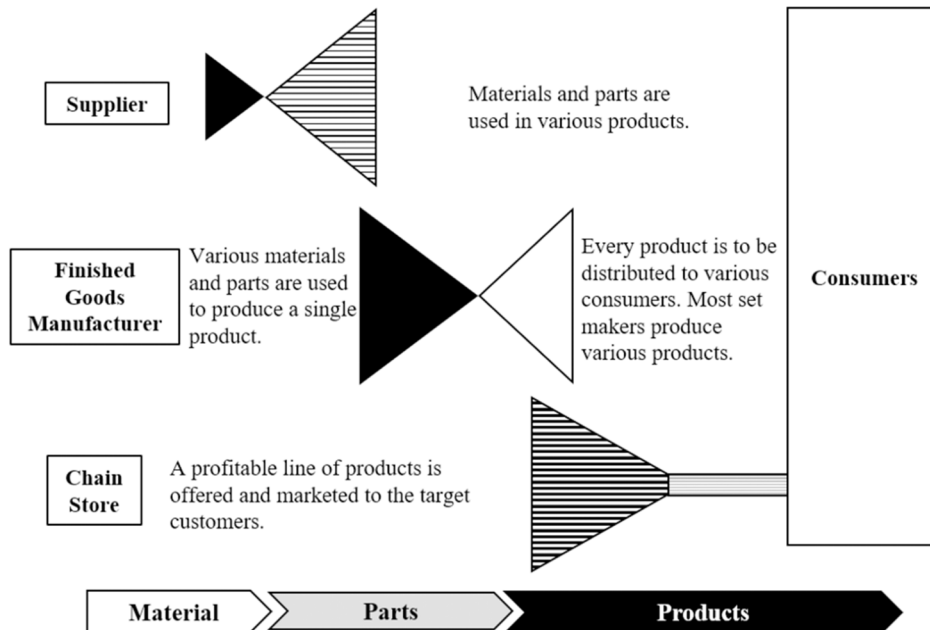 Supplier
Materials and parts are
used in various products.
Finished
Goods
Manufacturer
Various materials
and parts are used
to produce a single
product.
Every product is to be
distributed to various
consumers. Most set
makers produce
various products.
Consumers
Chain
Store
A profitable line of products is
offered and marketed to the target
customers.
Material
Parts
Products